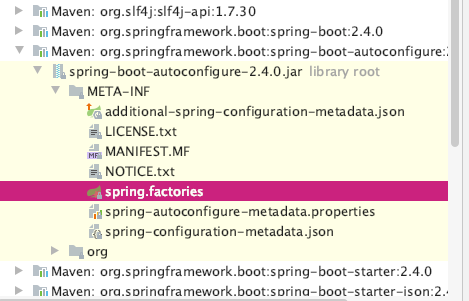 Maven: org.slf4j:slf4j-api:1.7.30
Maven: org.springframework.boot:spring-boot:2.4.0
Maven: org.springframework.boot:spring-boot-autoconfigure:
spring-boot-autoconfigure-2.4.0.jar library root
META-INF
additional-spring-configuration-metadata.json
LICENSE.txt
MF MANIFEST.MF
NOTICE.txt
spring.factories
spring-autoconfigure-metadata.properties
spring-configuration-metadata.json
org
Maven: org.springframework.boot:spring-boot-starter:2.4.0
Maven: org.springframework.boot:spring-boot-starter-json:2.4